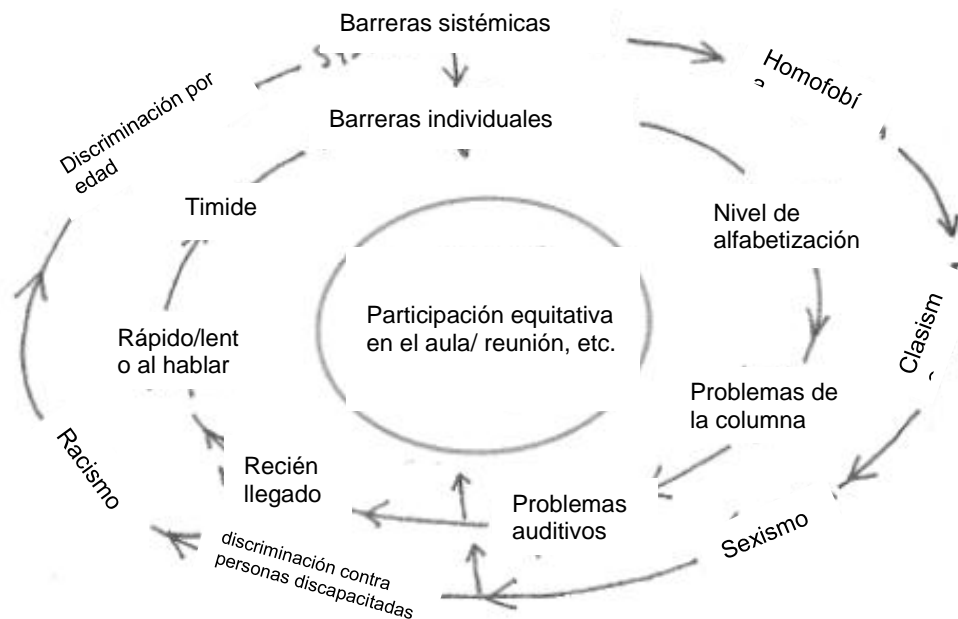 Barreras sistémicas
Homofobí
Barreras individuales
Discriminación por
edad
Timide
Nivel de
alfabetización
Participación equitativa
en el aula/ reunión, etc.
Rápido/lent
o al hablar
Clasism
Problemas de
la columna
Racismo
Recién
llegado
Problemas
auditivos
Sexismo
discriminación contra
personas discapacitadas